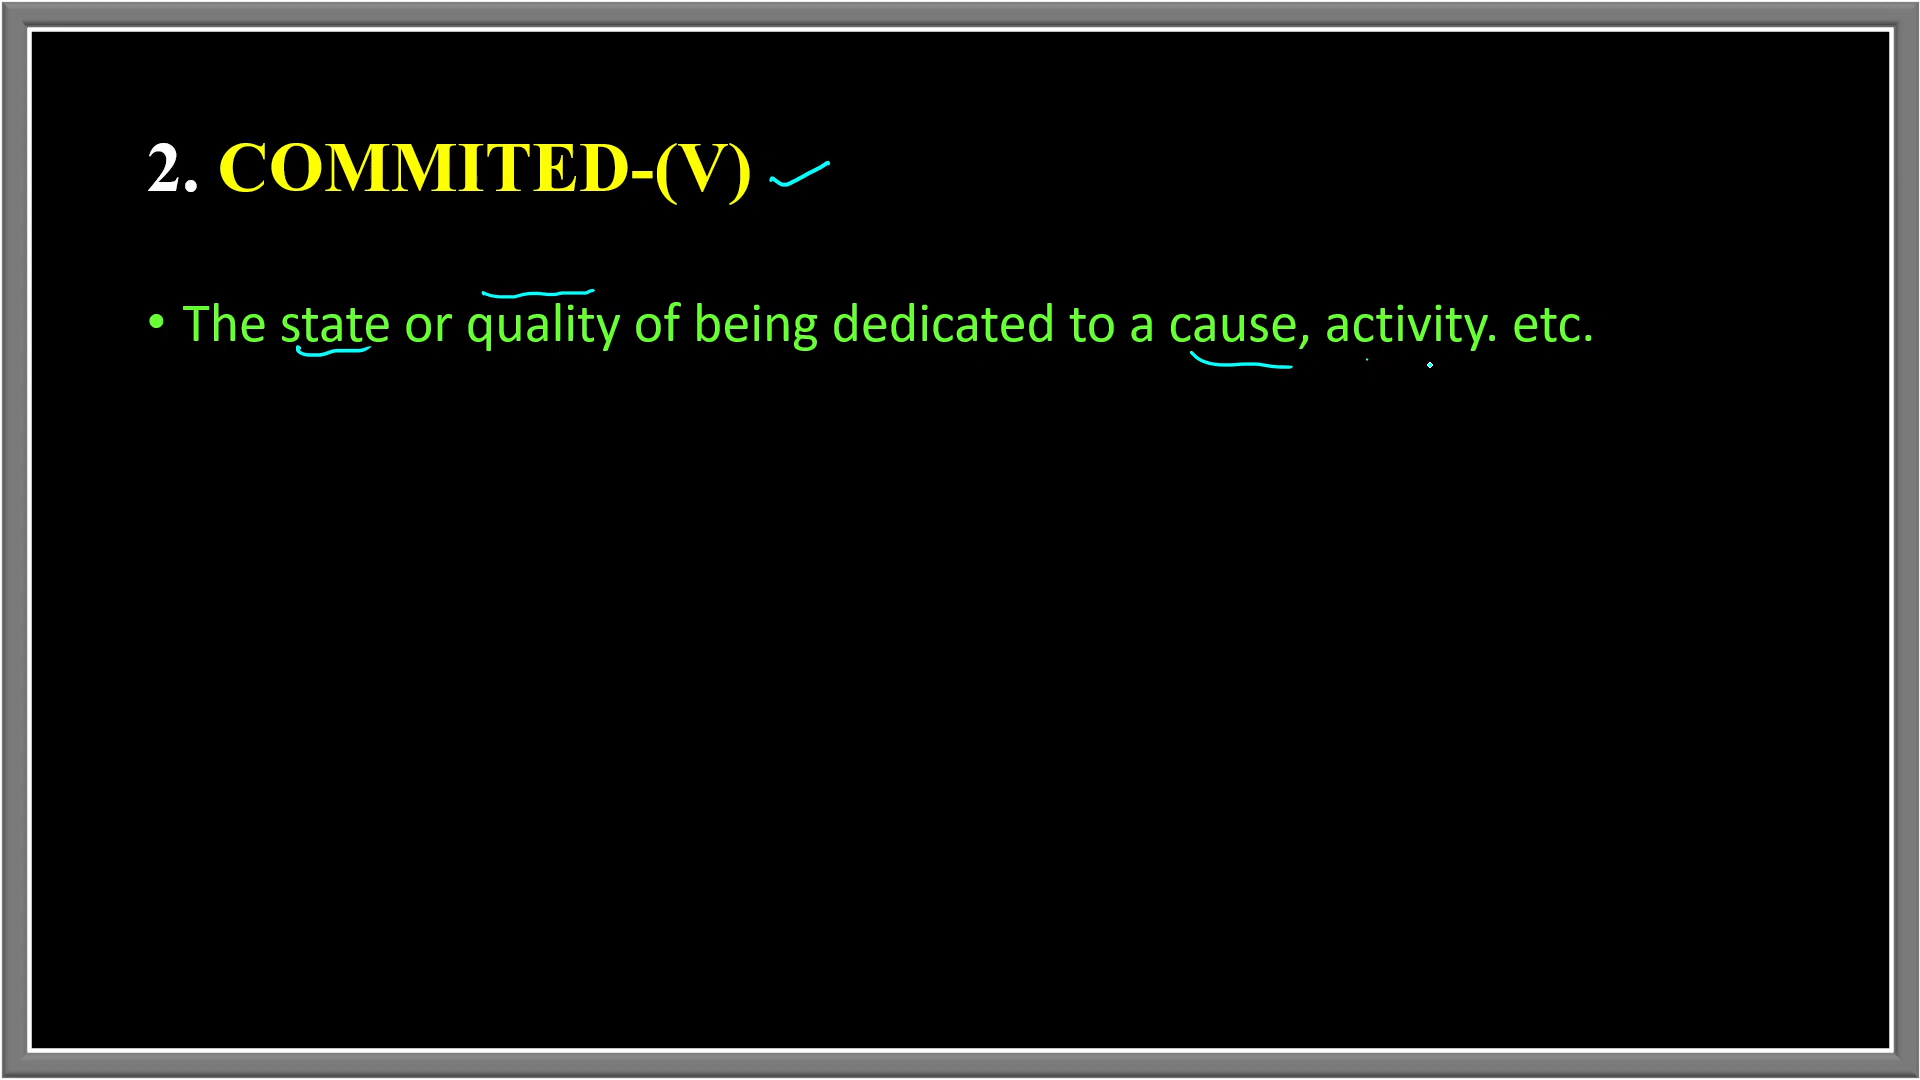 2. COMMITED-(V)
• The state or quality of being dedicated to a cause, activity. etc.